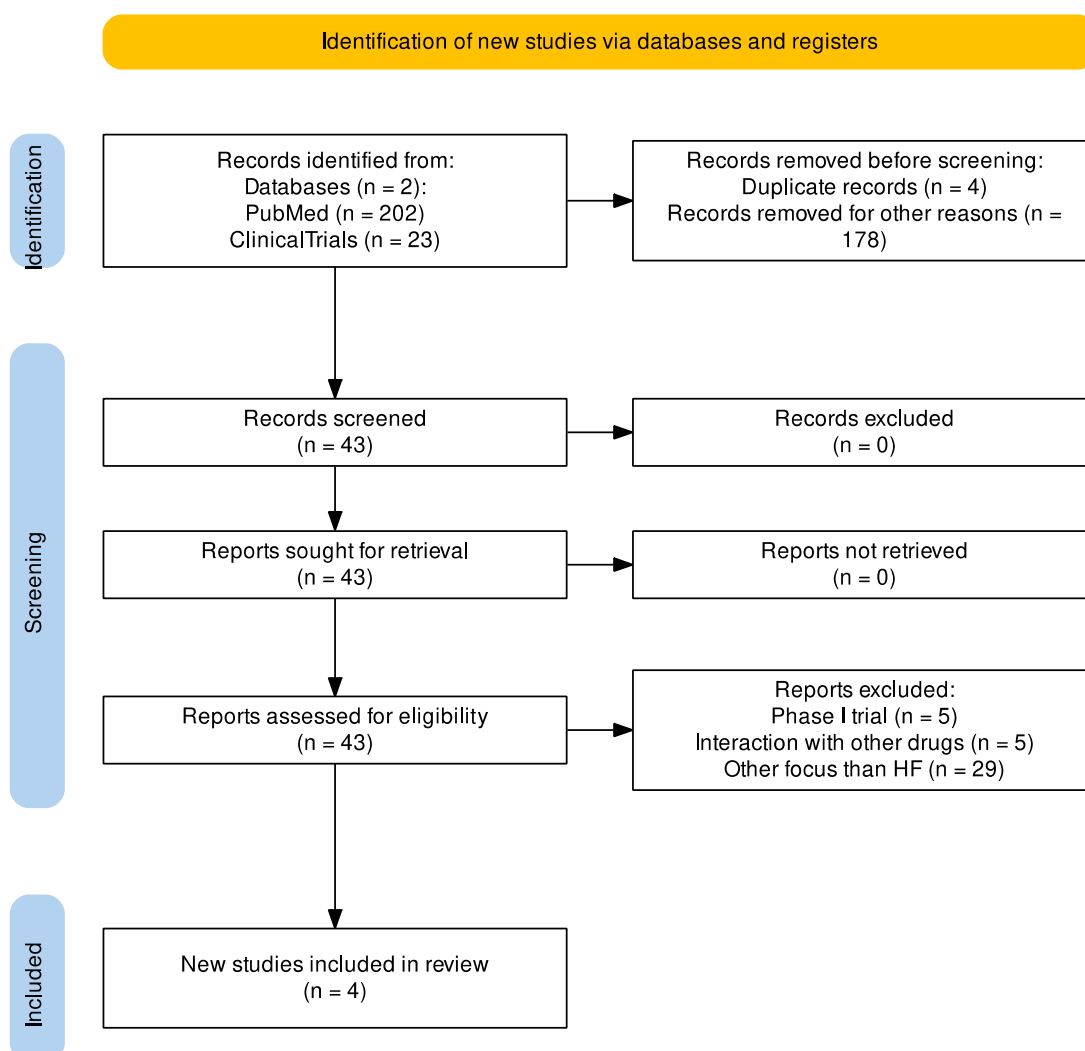 Identification of new studies via databases and registers
Identification
Records identified from:
Databases (n = 2):
PubMed (n = 202)
ClinicalTrials (n = 23)
Records removed before screening:
Duplicate records (n = 4)
Records removed for other reasons (n =
178)
Screening
Records screened
(n = 43)
Records excluded
(n = 0)
Reports sought for retrieval
(n = 43)
Reports not retrieved
(n = 0)
Reports assessed for eligibility
(n = 43)
Reports excluded:
Phase I trial (n = 5)
Interaction with other drugs (n = 5)
Other focus than HF (n = 29)
Included
New studies included in review
(n = 4)